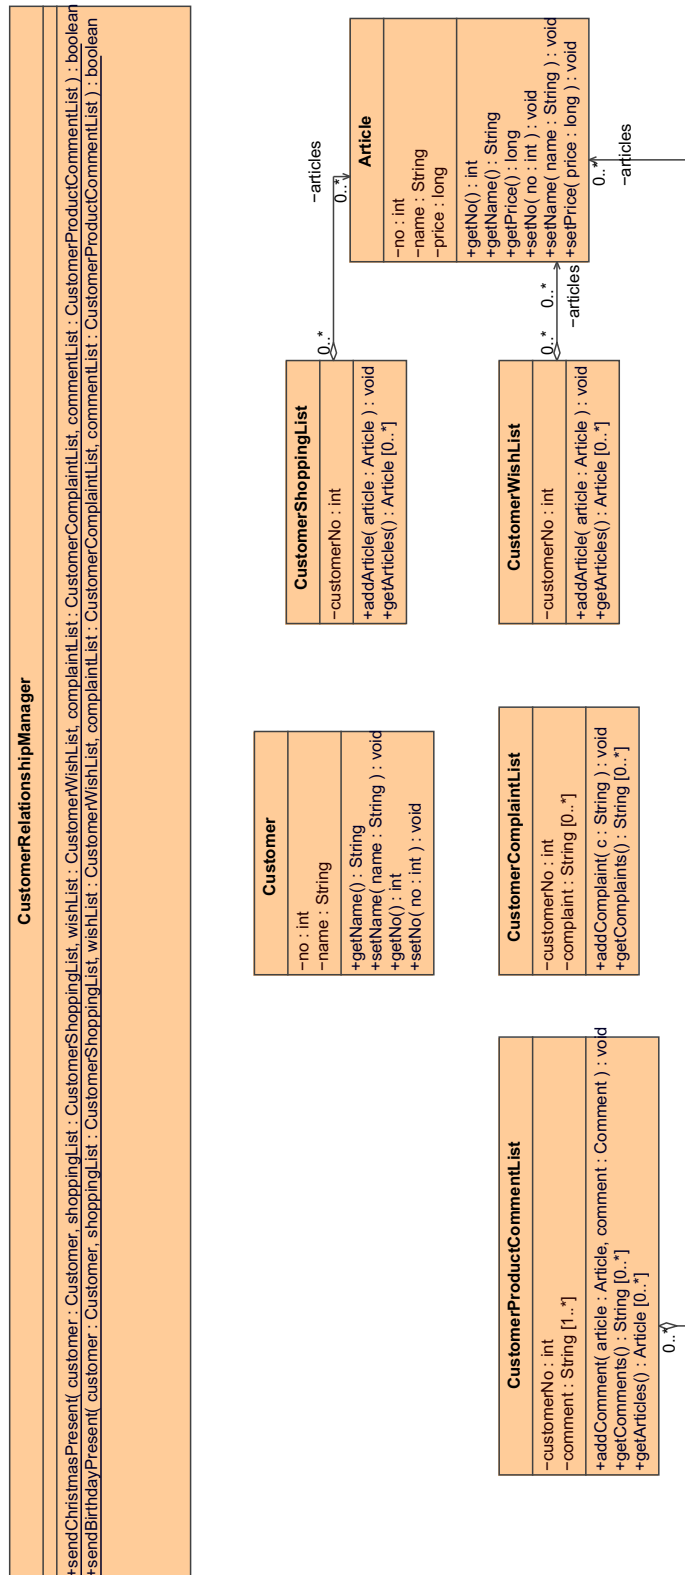 CustomerRelationshipManager
+sendChristmasPresent( customer : Customer, shoppingList : CustomerShoppingList, wishList : CustomerWishList, complaintList : CustomerComplaintList, commentList : CustomerProductCommentList ) : boolean
+sendBirthdayPresent( customer : Customer, shoppingList : CustomerShoppingList, wishList : CustomerWishList, complaintList : CustomerComplaintList, commentList : CustomerProductCommentList ) : boolean
Customer
−no : int
−name : String
+getName() : String
+setName( name : String ) : void
+getNo() : int
+setNo( no : int ) : void
CustomerShoppingList
−customerNo : int
+addArticle( article : Article ) : void
+getArticles() : Article [0..*]
0..*
−articles
0..*
Article
−no : int
−name : String
−price : long
+getNo() : int
+getName() : String
+getPrice() : long
+setNo( no : int ) : void
+setName( name : String ) : void
+setPrice( price : long ) : void
CustomerProductCommentList
−customerNo : int
−comment : String [1..*]
+addComment( article : Article, comment : Comment ) : void
+getComments() : String [0..*]
+getArticles() : Article [0..*]
0..*
CustomerComplaintList
−customerNo : int
−complaint : String [0..*]
+addComplaint( c : String ) : void
+getComplaints() : String [0..*]
CustomerWishList
−customerNo : int
+addArticle( article : Article ) : void
+getArticles() : Article [0..*]
0..*
0..*
−articles
0..*
−articles